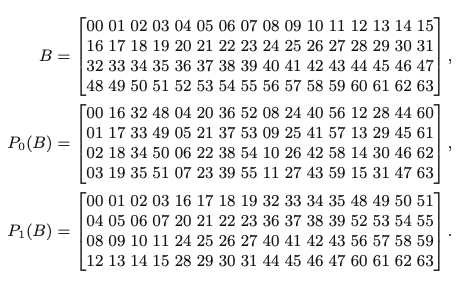 00 01 02 03 04 05 06 07 08 09 10 11 12 13 14 15
B = 16 17 18 19 20 21 22 23 24 25 26 27 28 29 30 31 ,
32 33 34 35 36 37 38 39 40 41 42 43 44 45 46 47
48 49 50 51 52 53 54 55 56 57 58 59 60 61 62 63
00 16 32 48 04 20 36 52 08 24 40 56 12 28 44 60
P₀(B) = 01 17 33 49 05 21 37 53 09 25 41 57 13 29 45 61 ,
02 18 34 50 06 22 38 54 10 26 42 58 14 30 46 62
03 19 35 51 07 23 39 55 11 27 43 59 15 31 47 63
00 01 02 03 16 17 18 19 32 33 34 35 48 49 50 51
P₁(B) = 04 05 06 07 20 21 22 23 36 37 38 39 52 53 54 55 .
08 09 10 11 24 25 26 27 40 41 42 43 56 57 58 59
12 13 14 15 28 29 30 31 44 45 46 47 60 61 62 63